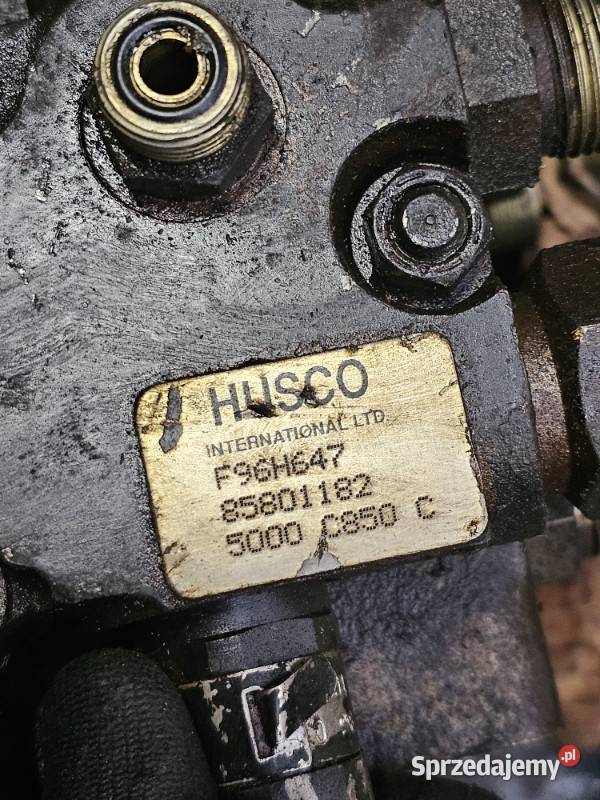 HUSCO
INTERNATIONAL LTD
F96H647
85801182
5000 C850 C
Sprzedajemy.pl